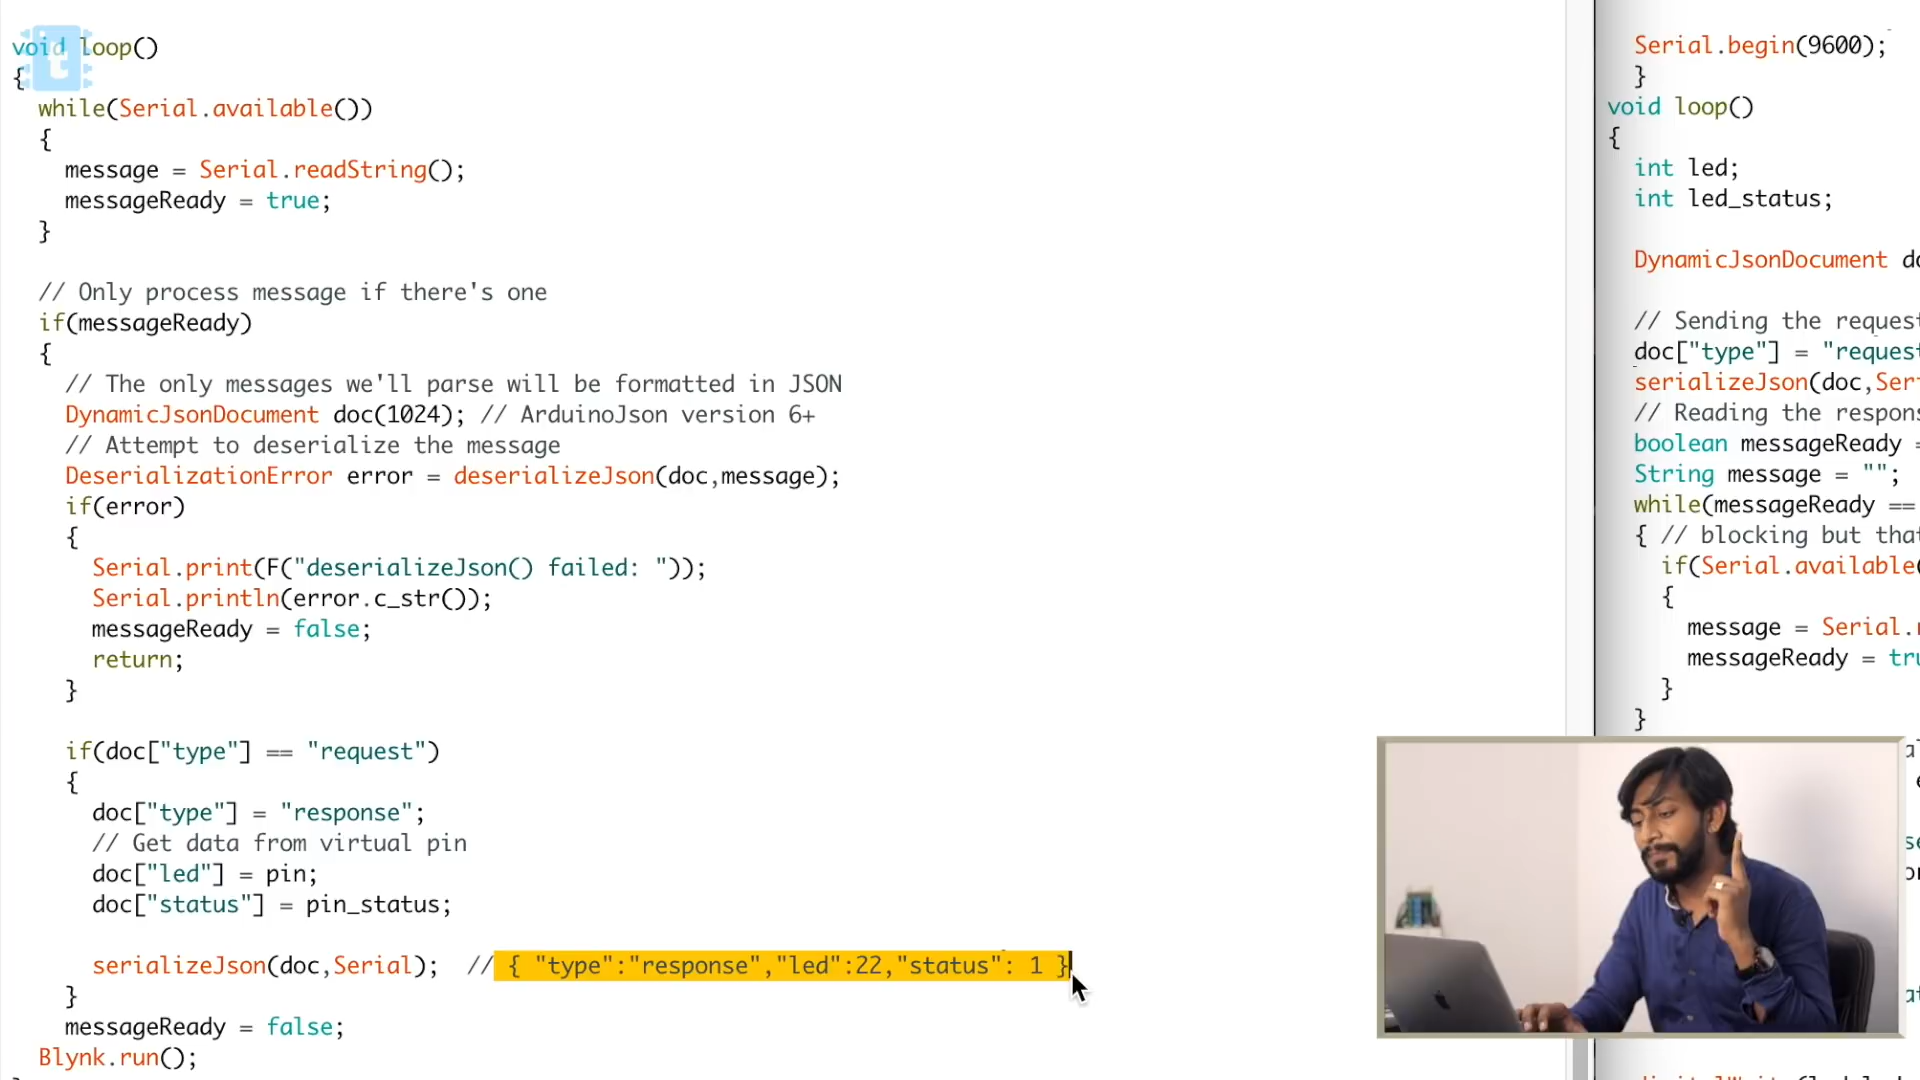 void loop()
{
while(Serial.available())
{
message = Serial.readString();
messageReady = true;
}
// Only process message if there's one
if(messageReady)
{
// The only messages we'll parse will be formatted in JSON
DynamicJsonDocument doc(1024); // ArduinoJson version 6+
// Attempt to deserialize the message
DeserializationError error = deserializeJson(doc,message);
if(error)
{
Serial.print(F("deserializeJson() failed: "));
Serial.println(error.c_str());
messageReady = false;
return;
}
if(doc["type"] == "request")
{
doc["type"] = "response";
// Get data from virtual pin
doc["led"] = pin;
doc["status"] = pin_status;
serializeJson(doc,Serial); // { "type":"response","led":22,"status": 1 }
}
messageReady = false;
Blynk.run();
t
Serial.begin(9600);
}
void loop()
{
int led;
int led_status;
DynamicJsonDocument
// Sending the request
doc["type"] = "request
serializeJson(doc,Ser
// Reading the respons
boolean messageReady =
String message = "";
while(messageReady ==
{ // blocking but that
if(Serial.available(
{
message = Serial.
messageReady = tru
}
}